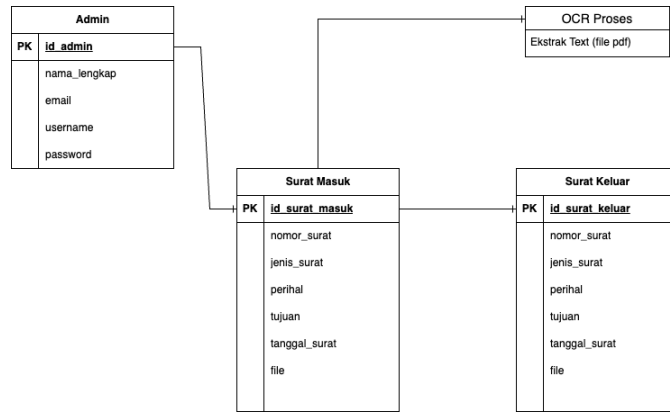 Admin
PK id_admin
nama_lengkap
email
username
password
OCR Proses
Ekstrak Text (file pdf)
Surat Masuk
PK id_surat_masuk
nomor_surat
jenis_surat
perihal
tujuan
tanggal_surat
file
Surat Keluar
PK id_surat_keluar
nomor_surat
jenis_surat
perihal
tujuan
tanggal_surat
file